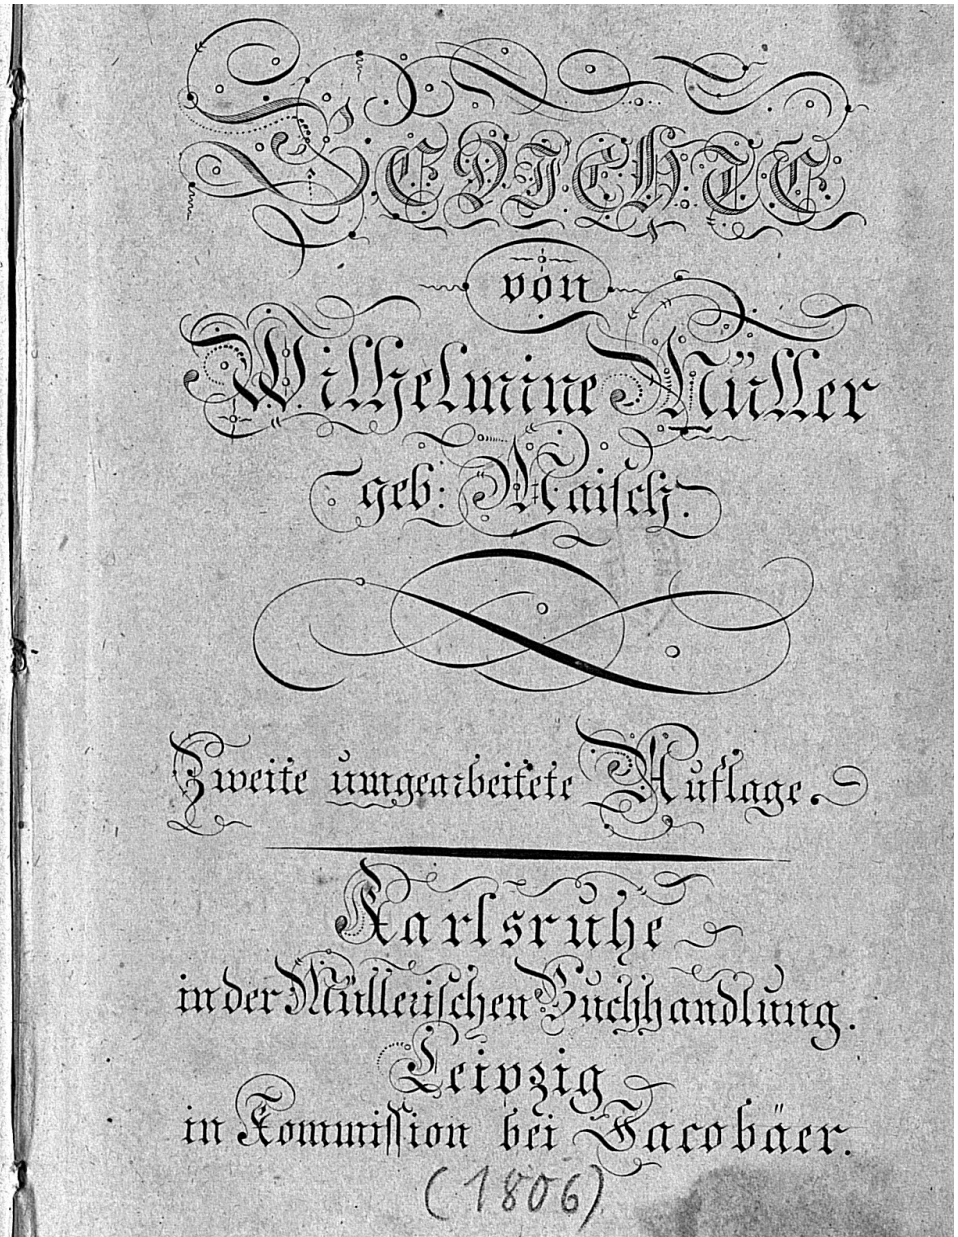 GEDICHTE
von
Wilhelmine Müller
geb: Maisch.
Zweite umgearbeitete Auflage.
Karlsruhe
in der Müllerischen Buchhandlung.
Leipzig
in Kommission bei Jacobäer.
(1806)